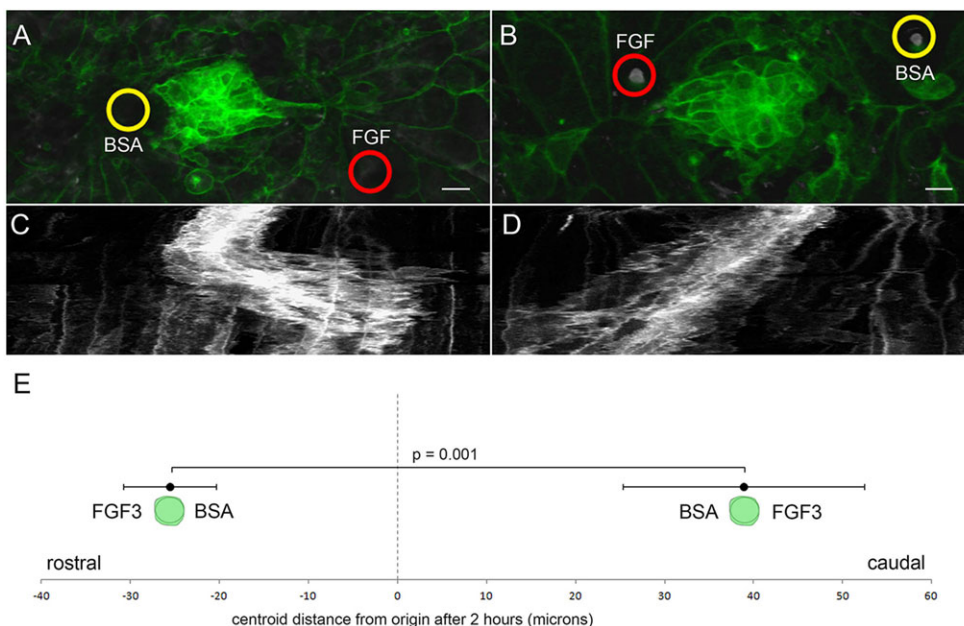 A
BSA
FGF
B
FGF
BSA
C
D
E
p = 0.001
FGF3 BSA
BSA FGF3
rostral
caudal
-40 -30 -20 -10 0 10 20 30 40 50 60
centroid distance from origin after 2 hours (microns)